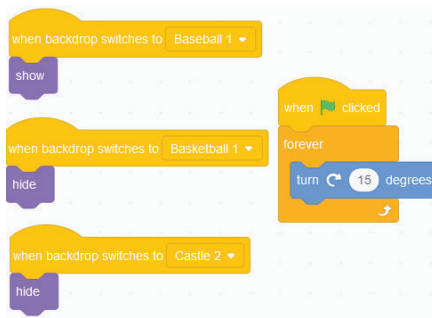 when backdrop switches to Baseball 1
show
when backdrop switches to Basketball 1
hide
when backdrop switches to Castle 2
hide
when clicked
forever
turn 15 degrees